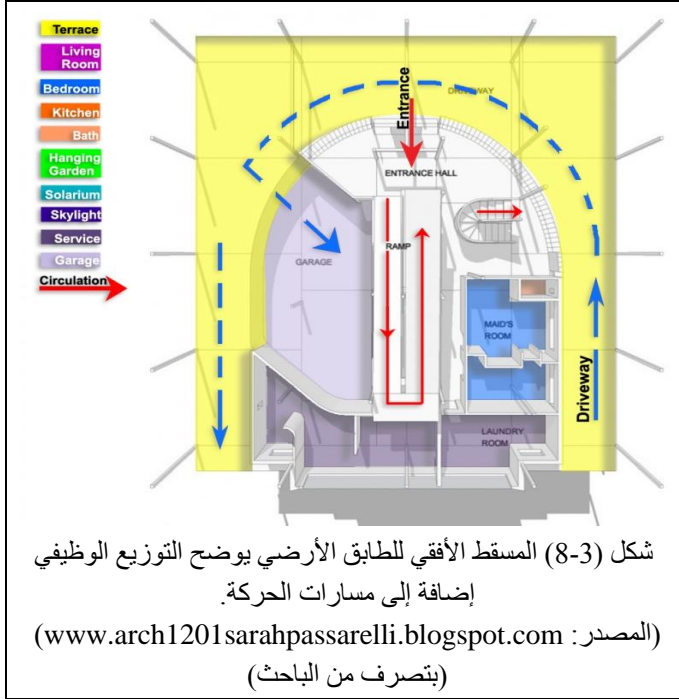 Terrace
Living
Room
Bedroom
Kitchen
Bath
Hanging
Garden
Solarium
Skylight
Service
Garage
Circulation
DRIVEWAY
Entrance
ENTRANCE HALL
RAMP
GARAGE
MAID'S
ROOM
Driveway
LAUNDRY
ROOM
شكل (3-8) المسقط الأفقي للطابق الأرضي يوضح التوزيع الوظيفي
إضافة إلى مسارات الحركة.
(المصدر: www.arch1201sarahpassarelli.blogspot.com)
(بتصرف من الباحث)